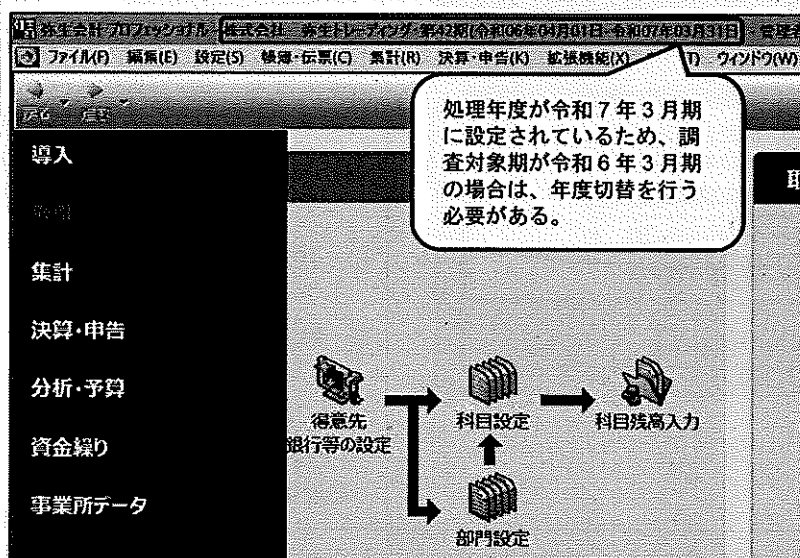 弥生会計 プロフェッショナル - [株式会社 弥生トレーディング・第42期(令和06年04月01日-令和07年03月31日)]
ファイル(F) 編集(E) 設定(S) 帳簿・伝票(C) 集計(R) 決算・申告(K) 拡張機能(X) T) ウィンドウ(W)
処理年度が令和7年3月期
に設定されているため、調
査対象期が令和6年3月期
の場合は、年度切替を行う
必要がある。
導入
取
集計
決算・申告
分析・予算
資金繰り
事業所データ
得意先
銀行等の設定
科目設定
科目残高入力
部門設定